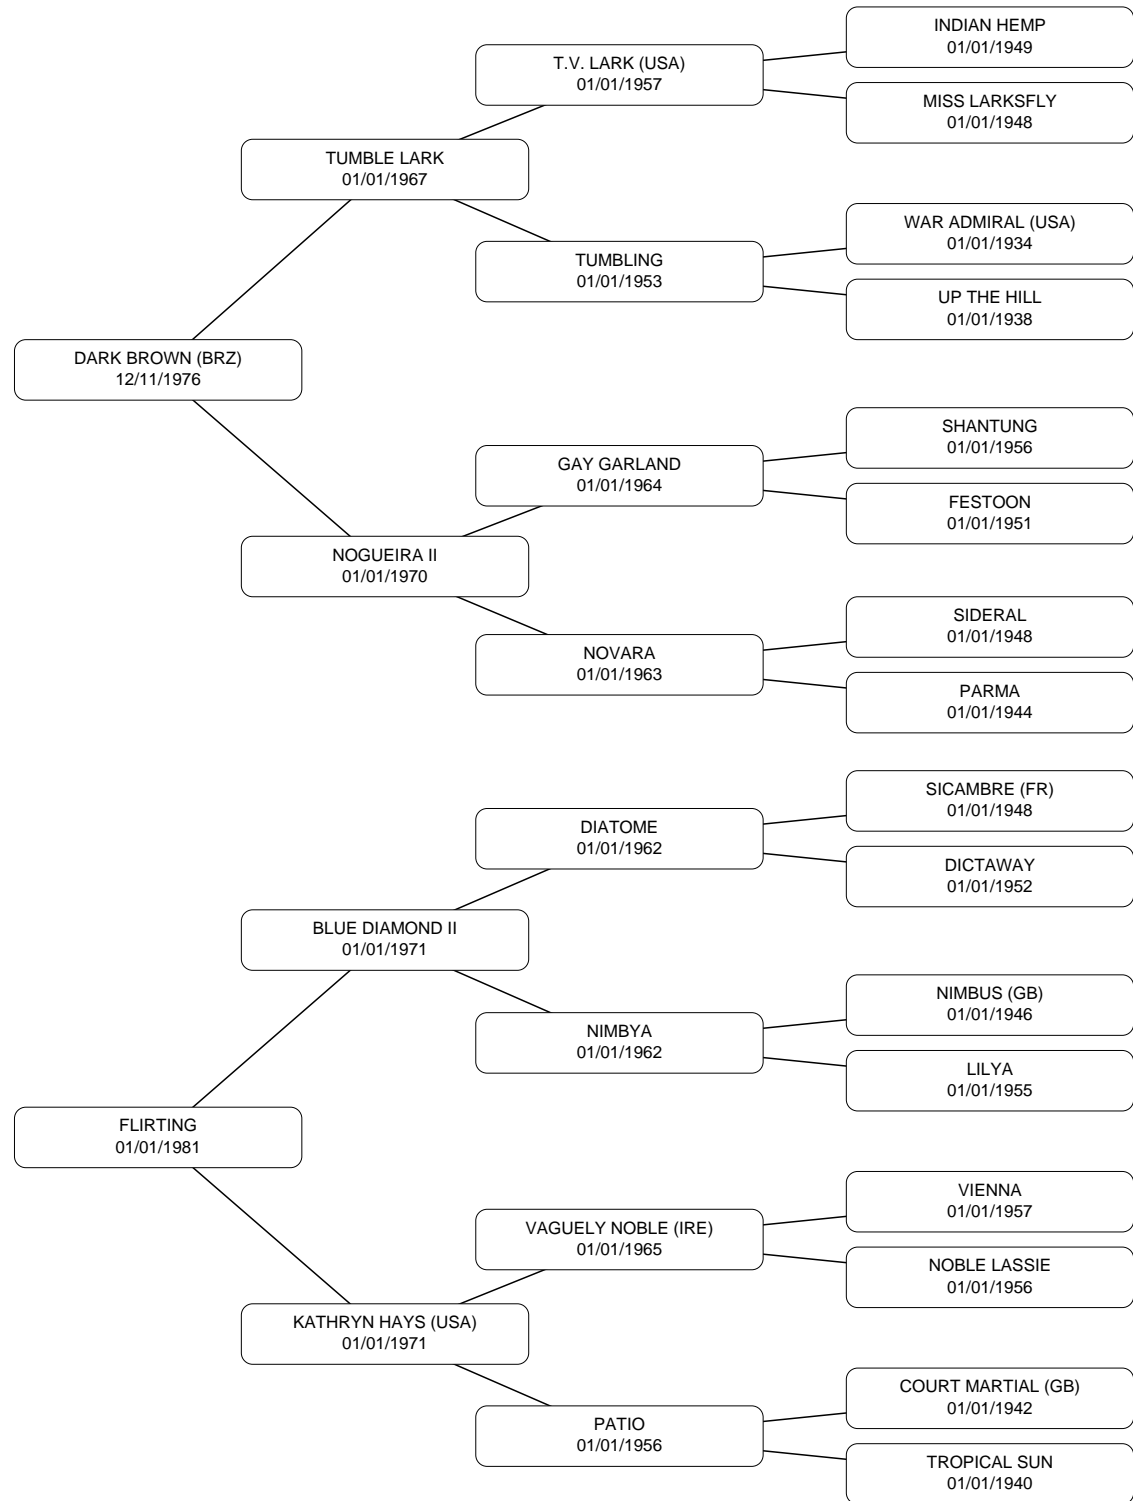 INDIAN HEMP
01/01/1949
T.V. LARK (USA)
01/01/1957
MISS LARKSFLY
01/01/1948
TUMBLE LARK
01/01/1967
WAR ADMIRAL (USA)
01/01/1934
TUMBLING
01/01/1953
UP THE HILL
01/01/1938
DARK BROWN (BRZ)
12/11/1976
SHANTUNG
01/01/1956
GAY GARLAND
01/01/1964
FESTOON
01/01/1951
NOGUEIRA II
01/01/1970
SIDERAL
01/01/1948
NOVARA
01/01/1963
PARMA
01/01/1944
SICAMBRE (FR)
01/01/1948
DIATOME
01/01/1962
DICTAWAY
01/01/1952
BLUE DIAMOND II
01/01/1971
NIMBUS (GB)
01/01/1946
NIMBYA
01/01/1962
LILYA
01/01/1955
FLIRTING
01/01/1981
VIENNA
01/01/1957
VAGUELY NOBLE (IRE)
01/01/1965
NOBLE LASSIE
01/01/1956
KATHRYN HAYS (USA)
01/01/1971
COURT MARTIAL (GB)
01/01/1942
PATIO
01/01/1956
TROPICAL SUN
01/01/1940